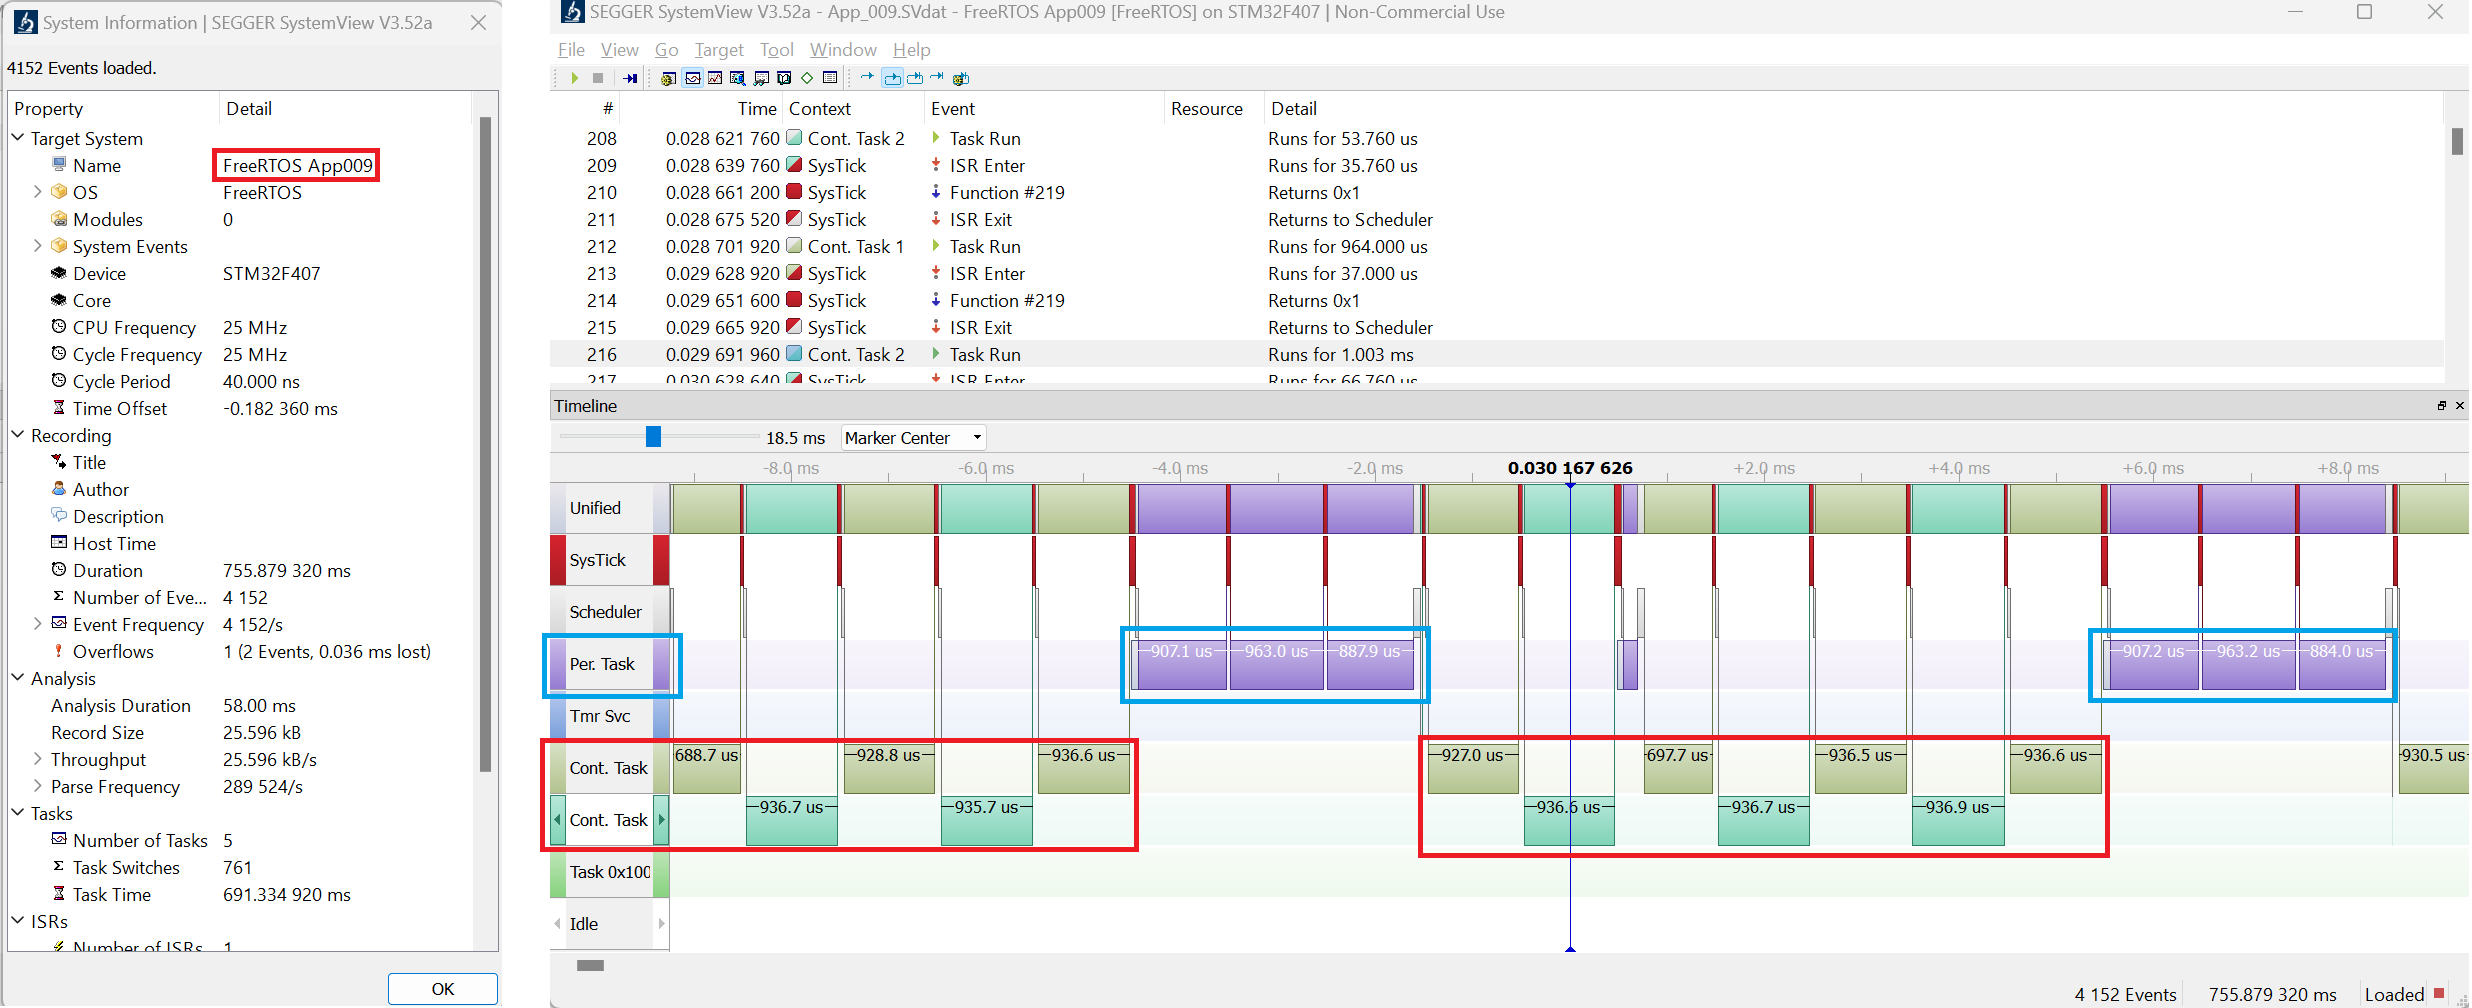 System Information | SEGGER SystemView V3.52a
4152 Events loaded.
Property Detail
Target System
Name FreeRTOS App009
OS FreeRTOS
Modules 0
System Events
Device STM32F407
Core
CPU Frequency 25 MHz
Cycle Frequency 25 MHz
Cycle Period 40.000 ns
Time Offset -0.182 360 ms
Recording
Title
Author
Description
Host Time
Duration 755.879 320 ms
Number of Eve... 4 152
Event Frequency 4 152/s
Overflows 1 (2 Events, 0.036 ms lost)
Analysis
Analysis Duration 58.00 ms
Record Size 25.596 kB
Throughput 25.596 kB/s
Parse Frequency 289 524/s
Tasks
Number of Tasks 5
Task Switches 761
Task Time 691.334 920 ms
ISRs
Number of ISRs 1
OK
SEGGER SystemView V3.52a - App_009.SVdat - FreeRTOS App009 [FreeRTOS] on STM32F407 | Non-Commercial Use
File View Go Target Tool Window Help
# Time Context Event Resource Detail
208 0.028 621 760 Cont. Task 2 Task Run Runs for 53.760 us
209 0.028 639 760 SysTick ISR Enter Runs for 35.760 us
210 0.028 661 200 SysTick Function #219 Returns 0x1
211 0.028 675 520 SysTick ISR Exit Returns to Scheduler
212 0.028 701 920 Cont. Task 1 Task Run Runs for 964.000 us
213 0.029 628 920 SysTick ISR Enter Runs for 37.000 us
214 0.029 651 600 SysTick Function #219 Returns 0x1
215 0.029 665 920 SysTick ISR Exit Returns to Scheduler
216 0.029 691 960 Cont. Task 2 Task Run Runs for 1.003 ms
217 0.030 628 640 SysTick ISR Enter Runs for 66.760 us
Timeline
18.5 ms Marker Center
-8.0 ms -6.0 ms -4.0 ms -2.0 ms 0.030 167 626 +2.0 ms +4.0 ms +6.0 ms +8.0 ms
Unified
SysTick
Scheduler
Per. Task 907.1 us 963.0 us 887.9 us 907.2 us 963.2 us 884.0 us
Tmr Svc
Cont. Task 688.7 us 928.8 us 936.6 us 927.0 us 697.7 us 936.5 us 936.6 us 930.5 us
Cont. Task 936.7 us 935.7 us 936.6 us 936.7 us 936.9 us
Task 0x100
Idle
4 152 Events 755.879 320 ms Loaded